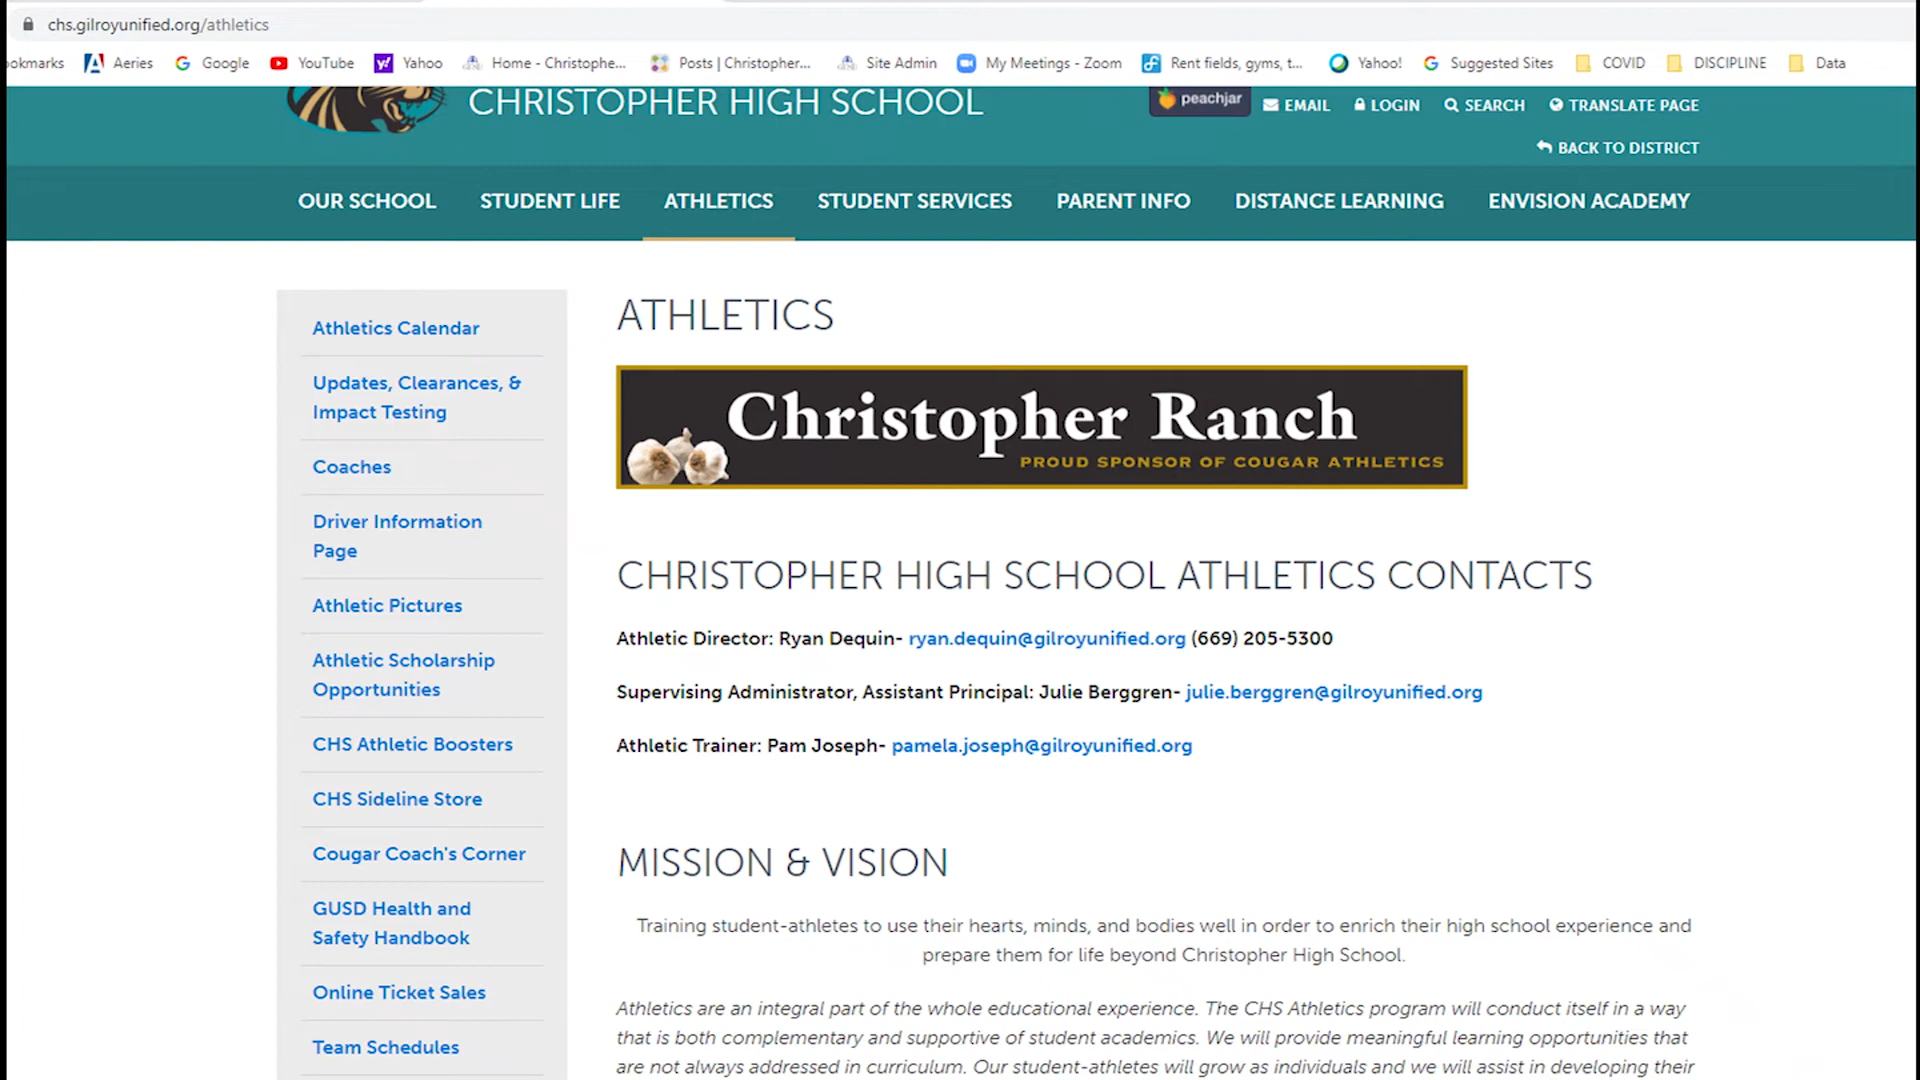 chs.gilroyunified.org/athletics
ookmarks Aeries Google YouTube Yahoo Home - Christophe... Posts | Christopher... Site Admin My Meetings - Zoom Rent fields, gyms, t... Yahoo! Suggested Sites COVID DISCIPLINE Data
CHRISTOPHER HIGH SCHOOL
peachjar EMAIL LOGIN SEARCH TRANSLATE PAGE
BACK TO DISTRICT
OUR SCHOOL STUDENT LIFE ATHLETICS STUDENT SERVICES PARENT INFO DISTANCE LEARNING ENVISION ACADEMY
Athletics Calendar
Updates, Clearances, &
Impact Testing
Coaches
Driver Information
Page
Athletic Pictures
Athletic Scholarship
Opportunities
CHS Athletic Boosters
CHS Sideline Store
Cougar Coach's Corner
GUSD Health and
Safety Handbook
Online Ticket Sales
Team Schedules
ATHLETICS
Christopher Ranch
PROUD SPONSOR OF COUGAR ATHLETICS
CHRISTOPHER HIGH SCHOOL ATHLETICS CONTACTS
Athletic Director: Ryan Dequin- ryan.dequin@gilroyunified.org (669) 205-5300
Supervising Administrator, Assistant Principal: Julie Berggren- julie.berggren@gilroyunified.org
Athletic Trainer: Pam Joseph- pamela.joseph@gilroyunified.org
MISSION & VISION
Training student-athletes to use their hearts, minds, and bodies well in order to enrich their high school experience and
prepare them for life beyond Christopher High School.
Athletics are an integral part of the whole educational experience. The CHS Athletics program will conduct itself in a way
that is both complementary and supportive of student academics. We will provide meaningful learning opportunities that
are not always addressed in curriculum. Our student-athletes will grow as individuals and we will assist in developing their